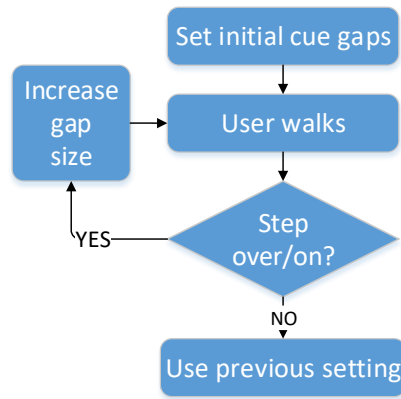 Set initial cue gaps
Increase
gap
size
User walks
Step
over/on?
YES
NO
Use previous setting